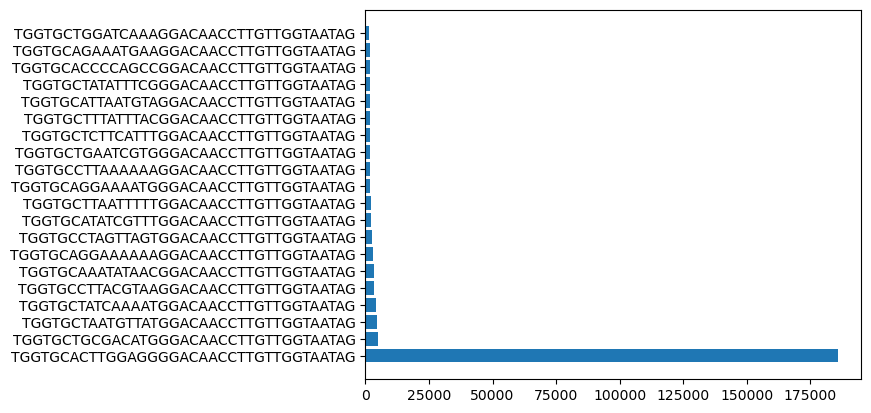 TGGTGCTGGATCAAAGGACAACCTTGTTGGTAATAG
TGGTGCAGAAATGAAGGACAACCTTGTTGGTAATAG
TGGTGCACCCCAGCCGGACAACCTTGTTGGTAATAG
TGGTGCTATATTTCGGGACAACCTTGTTGGTAATAG
TGGTGCATTAATGTAGGACAACCTTGTTGGTAATAG
TGGTGCTTTATTTACGGACAACCTTGTTGGTAATAG
TGGTGCTCTTCATTTGGACAACCTTGTTGGTAATAG
TGGTGCTGAATCGTGGGACAACCTTGTTGGTAATAG
TGGTGCCTTAAAAAAGGACAACCTTGTTGGTAATAG
TGGTGCAGGAAAATGGGACAACCTTGTTGGTAATAG
TGGTGCTTAATTTTTGGACAACCTTGTTGGTAATAG
TGGTGCATATCGTTTGGACAACCTTGTTGGTAATAG
TGGTGCCTAGTTAGTGGACAACCTTGTTGGTAATAG
TGGTGCAGGAAAAAAGGACAACCTTGTTGGTAATAG
TGGTGCAAATATAACGGACAACCTTGTTGGTAATAG
TGGTGCCTTACGTAAGGACAACCTTGTTGGTAATAG
TGGTGCTATCAAAATGGACAACCTTGTTGGTAATAG
TGGTGCTAATGTTATGGACAACCTTGTTGGTAATAG
TGGTGCTGCGACATGGGACAACCTTGTTGGTAATAG
TGGTGCACTTGGAGGGGACAACCTTGTTGGTAATAG
0 25000 50000 75000 100000 125000 150000 175000